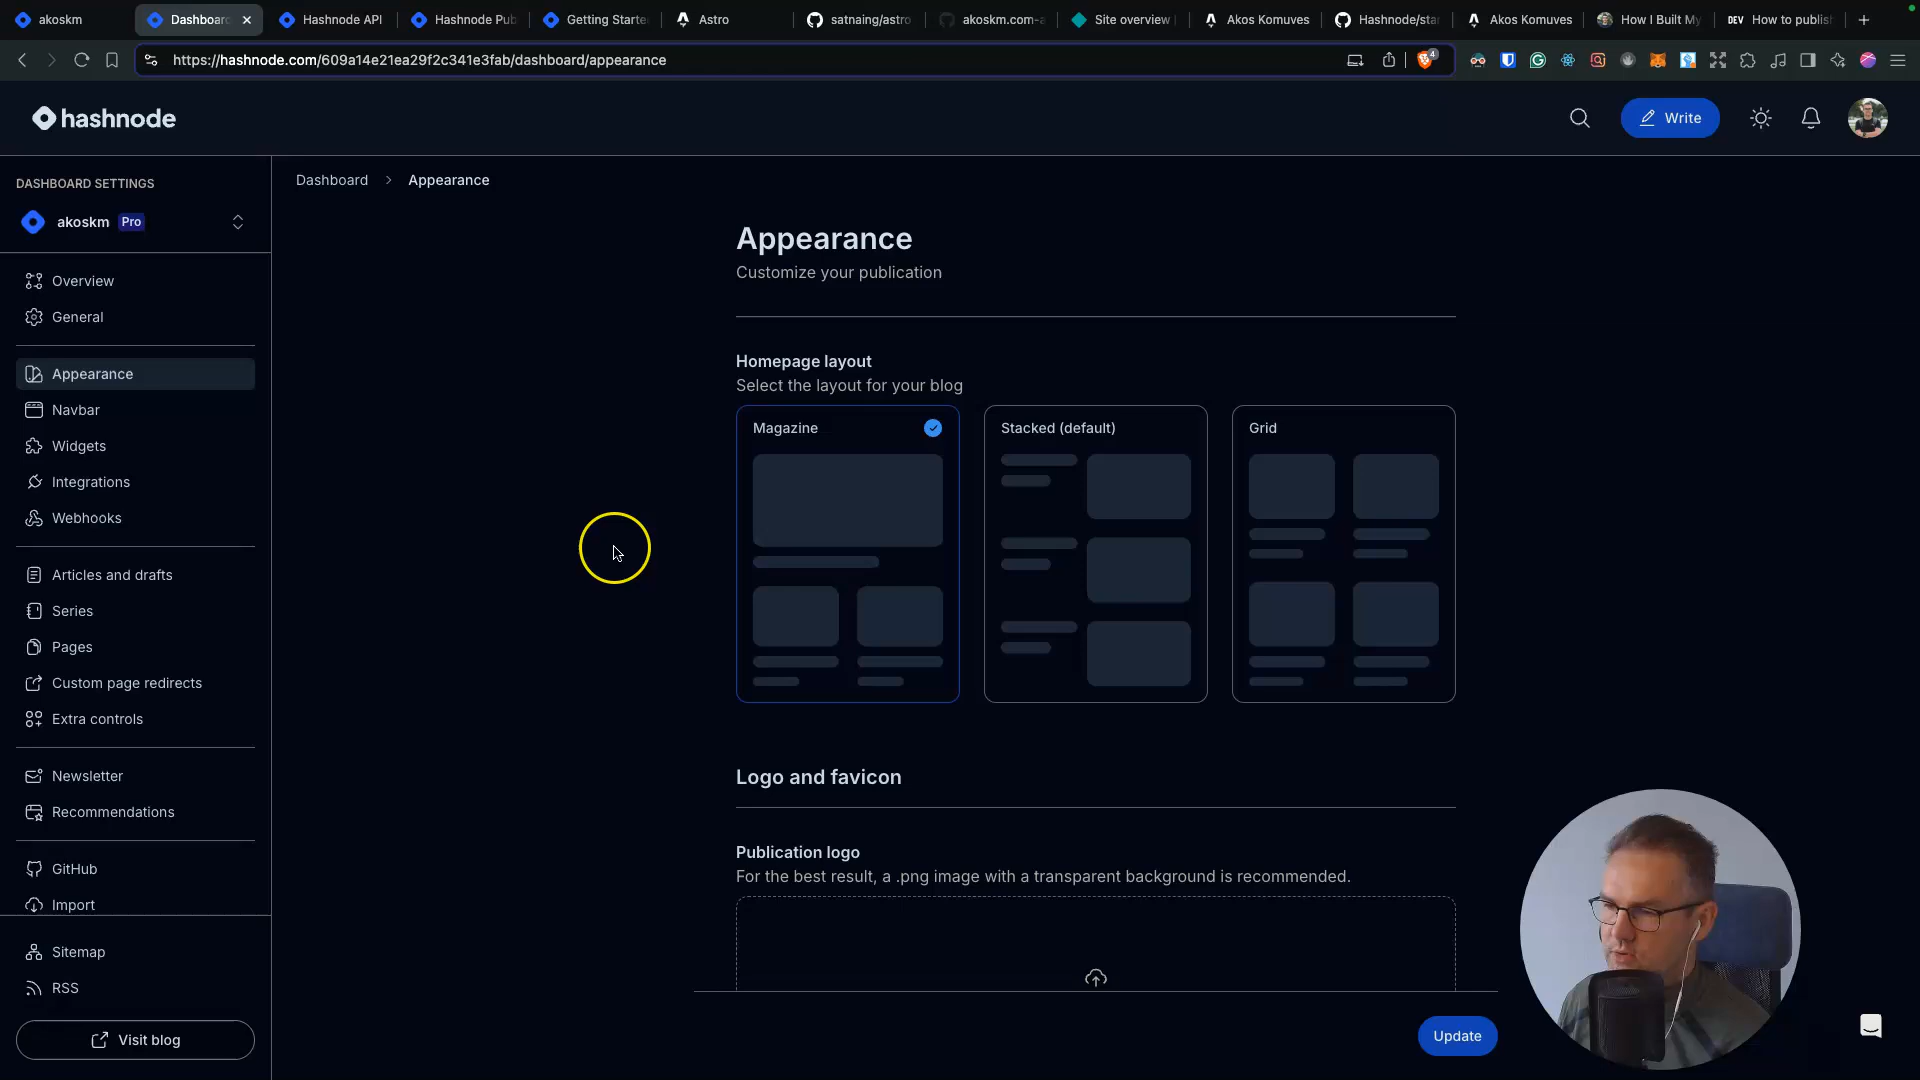 akoskm
Dashboar
Hashnode API
Hashnode Pub
Getting Starte
Astro
satnaing/astro
akoskm.com-a
Site overview
Akos Komuves
Hashnode/star
Akos Komuves
How I Built My
DEV How to publis
https://hashnode.com/609a14e21ea29f2c341e3fab/dashboard/appearance
4
hashnode
Write
DASHBOARD SETTINGS
akoskm Pro
Overview
General
Appearance
Navbar
Widgets
Integrations
Webhooks
Articles and drafts
Series
Pages
Custom page redirects
Extra controls
Newsletter
Recommendations
GitHub
Import
Sitemap
RSS
Visit blog
Dashboard > Appearance
Appearance
Customize your publication
Homepage layout
Select the layout for your blog
Magazine
Stacked (default)
Grid
Logo and favicon
Publication logo
For the best result, a .png image with a transparent background is recommended.
Update